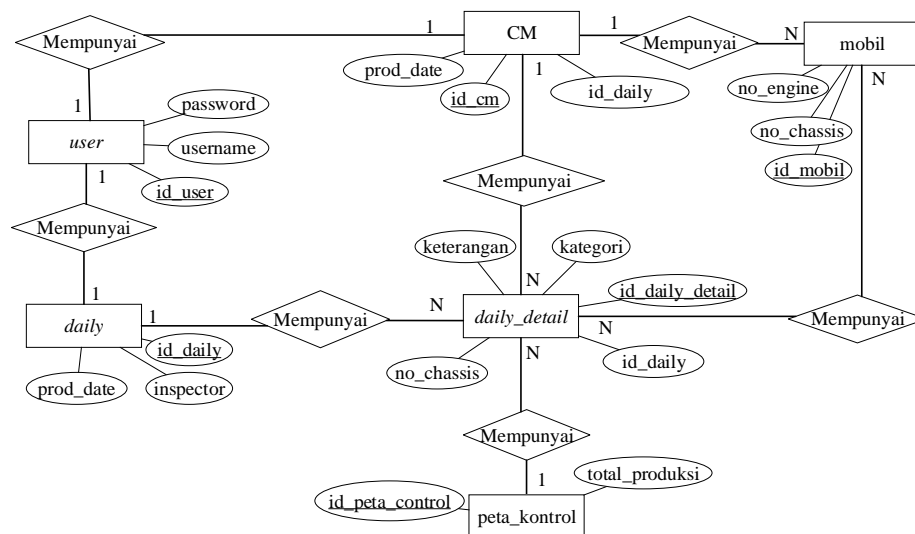 1
1
CM
1
N
Mempunyai
Mempunyai
mobil
prod_date
1
N
id_cm
id_daily
no_engine
password
1
no_chassis
user
username
id_mobil
1
id_user
Mempunyai
Mempunyai
keterangan
kategori
id_daily_detail
1
N
daily
1
Mempunyai
N
daily_detail
Mempunyai
id_daily
N
N
id_daily
prod_date
inspector
no_chassis
Mempunyai
total_produksi
1
id_peta_control
peta_kontrol